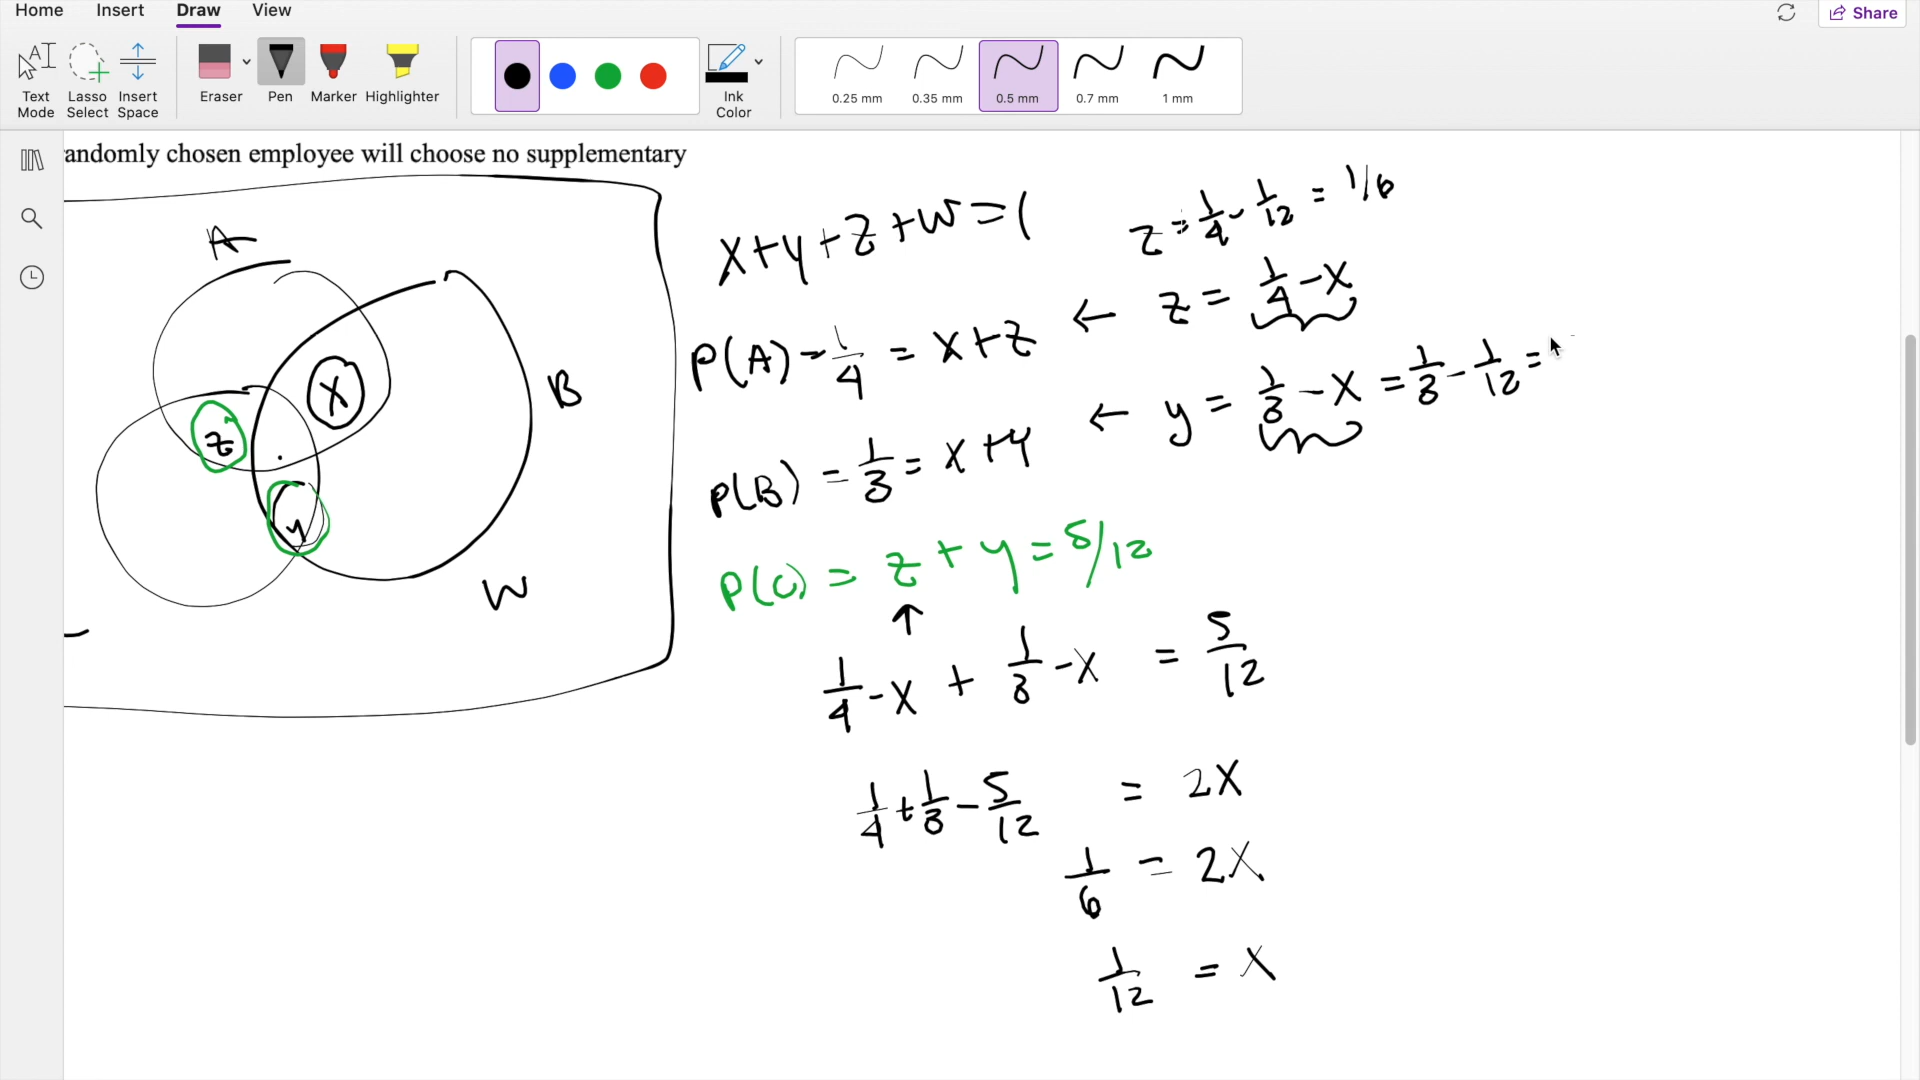 Home Insert Draw View
Share
Text Mode
Lasso Select
Insert Space
Eraser
Pen
Marker
Highlighter
Ink Color
0.25 mm
0.35 mm
0.5 mm
0.7 mm
1 mm
andomly chosen employee will choose no supplementary
A
B
X
Z
y
W
X+y+z+w=1
z = 1/4 - 1/12 = 1/6
P(A) = 1/4 = X+Z ← z = 1/4 - X
P(B) = 1/3 = X+Y ← y = 1/3 - X = 1/3 - 1/12 =
P(C) = z + y = 5/12
↑
1/4 - X + 1/3 - X = 5/12
1/4 + 1/3 - 5/12 = 2X
1/6 = 2X
1/12 = X